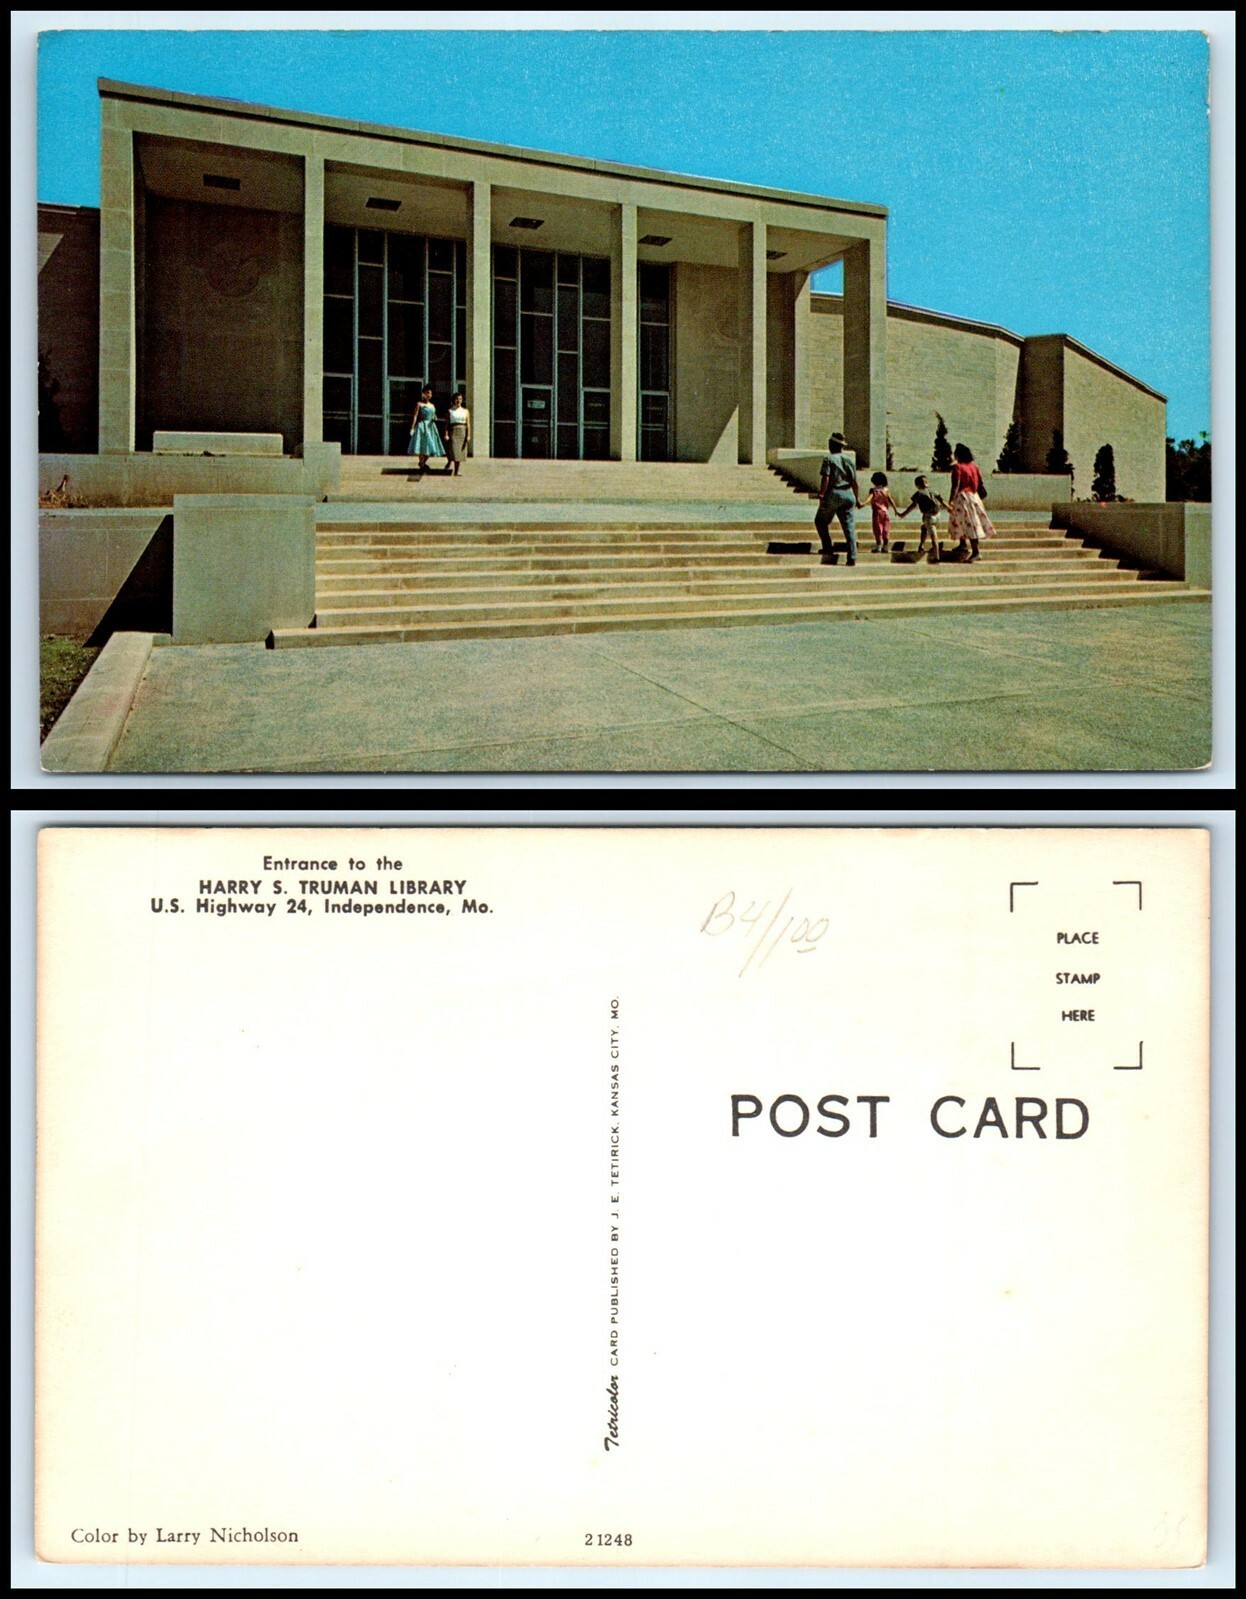 Entrance to the
HARRY S. TRUMAN LIBRARY
U.S. Highway 24, Independence, Mo.
B4/100
PLACE
STAMP
HERE
POST CARD
Tetricolor CARD PUBLISHED BY J. E. TETIRICK, KANSAS CITY, MO.
Color by Larry Nicholson
21248